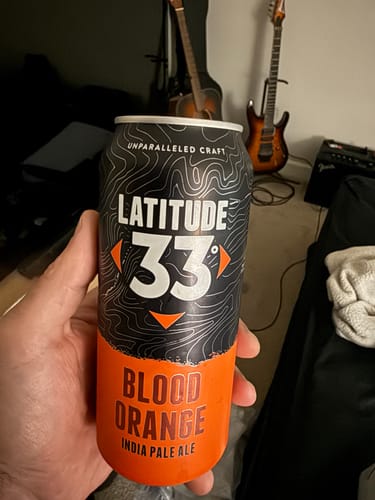 UNPARALLELED CRAFT
LATITUDE
33°
BLOOD
ORANGE
INDIA PALE ALE